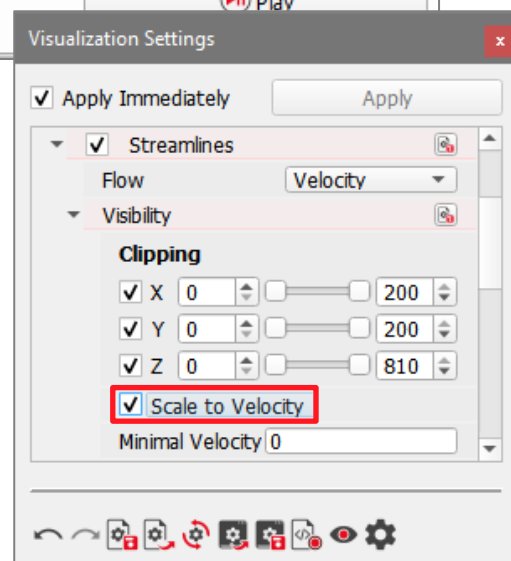 Play
Visualization Settings
x
Apply Immediately Apply
Streamlines
Flow Velocity
Visibility
Clipping
X 0 200
Y 0 200
Z 0 810
Scale to Velocity
Minimal Velocity 0